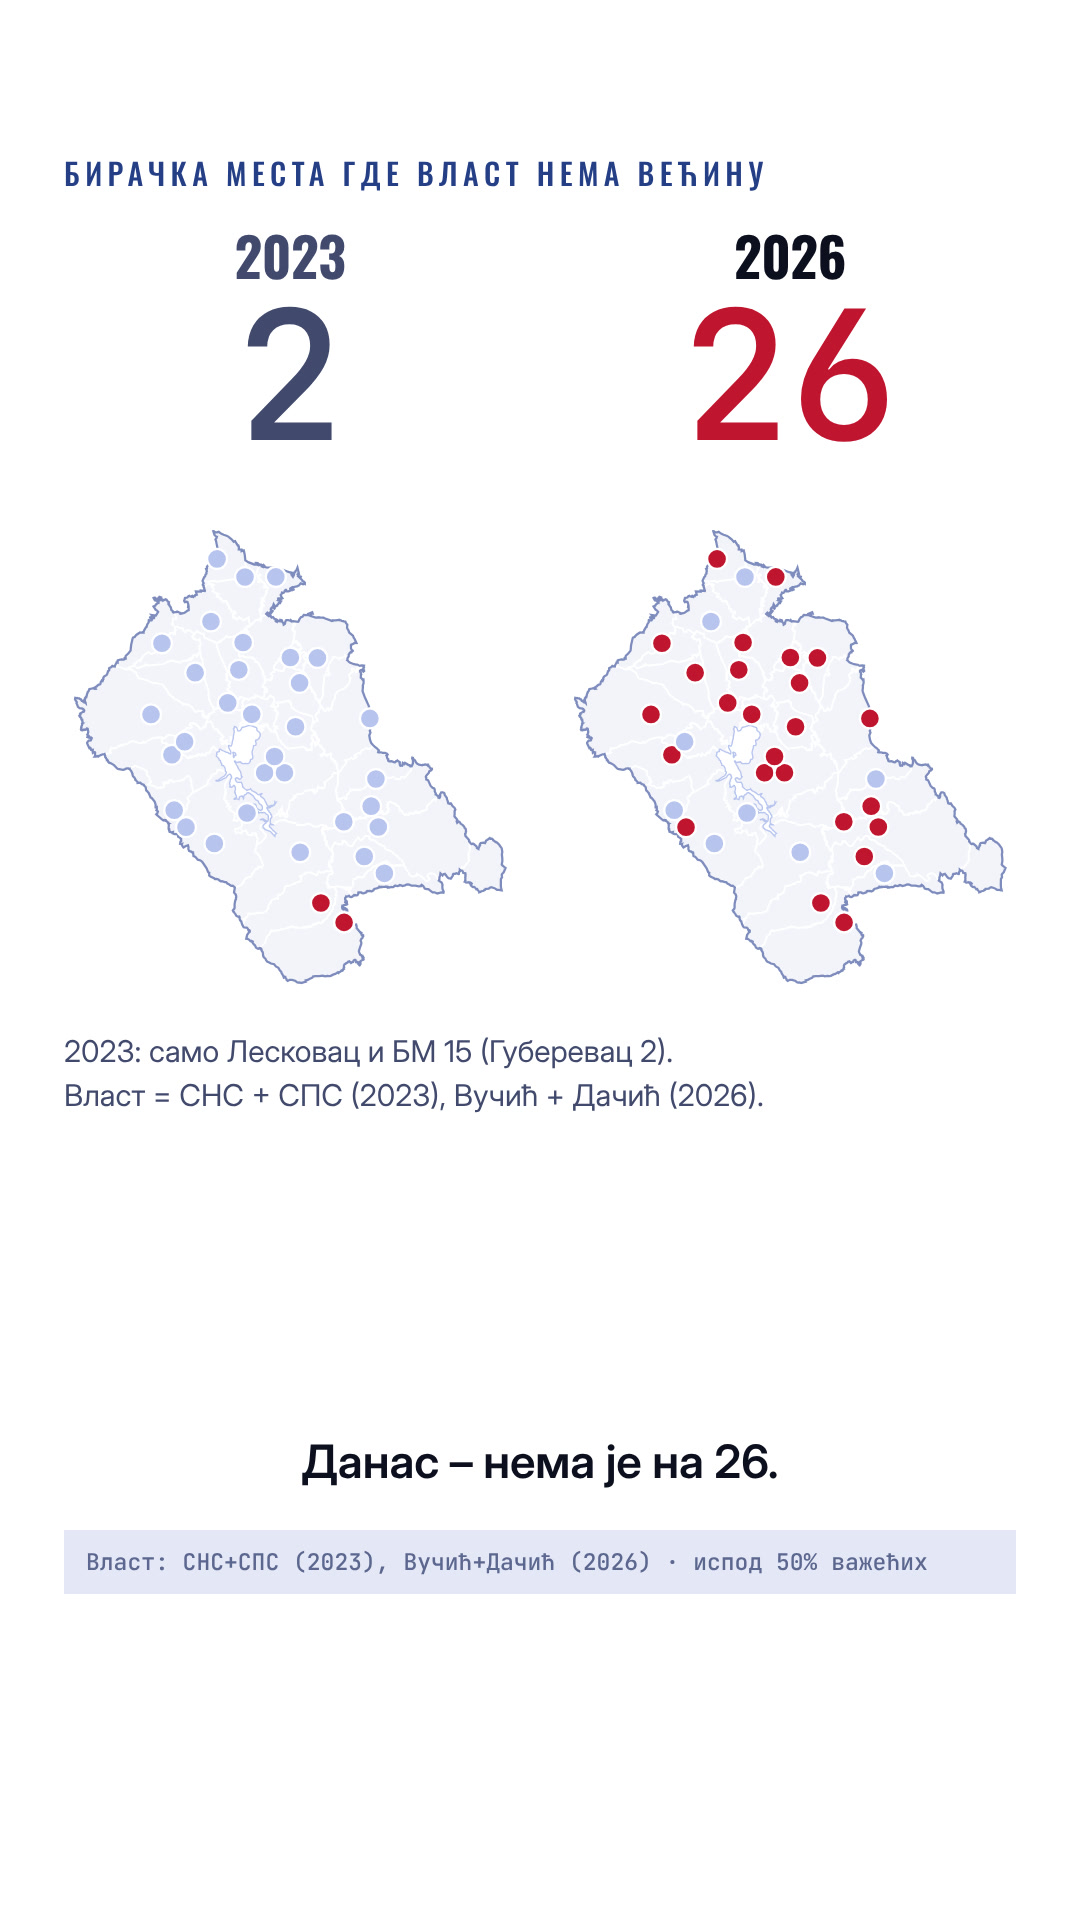 БИРАЧКА МЕСТА ГДЕ ВЛАСТ НЕМА ВЕЋИНУ
2023
2
2026
26
2023: само Лесковац и БМ 15 (Губеревац 2).
Власт = СНС + СПС (2023), Вучић + Дачић (2026).
Данас – нема је на 26.
Власт: СНС+СПС (2023), Вучић+Дачић (2026) · испод 50% важећих